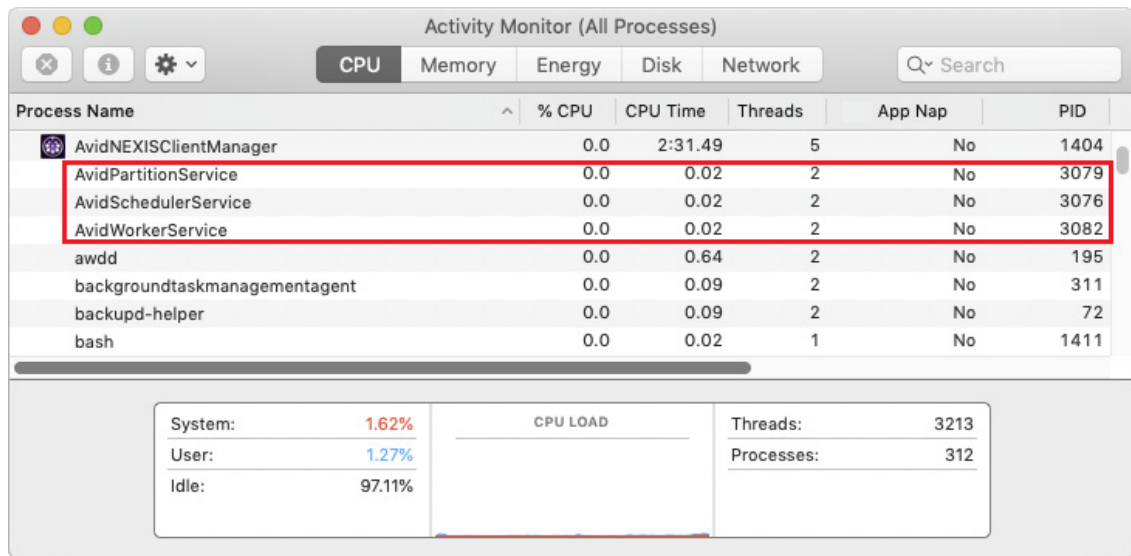 Activity Monitor (All Processes)
CPU Memory Energy Disk Network Search
Process Name % CPU CPU Time Threads App Nap PID
AvidNEXISClientManager 0.0 2:31.49 5 No 1404
AvidPartitionService 0.0 0.02 2 No 3079
AvidSchedulerService 0.0 0.02 2 No 3076
AvidWorkerService 0.0 0.02 2 No 3082
awdd 0.0 0.64 2 No 195
backgroundtaskmanagementagent 0.0 0.09 2 No 311
backupd-helper 0.0 0.09 2 No 72
bash 0.0 0.02 1 No 1411
System: 1.62% CPU LOAD Threads: 3213
User: 1.27% Processes: 312
Idle: 97.11%